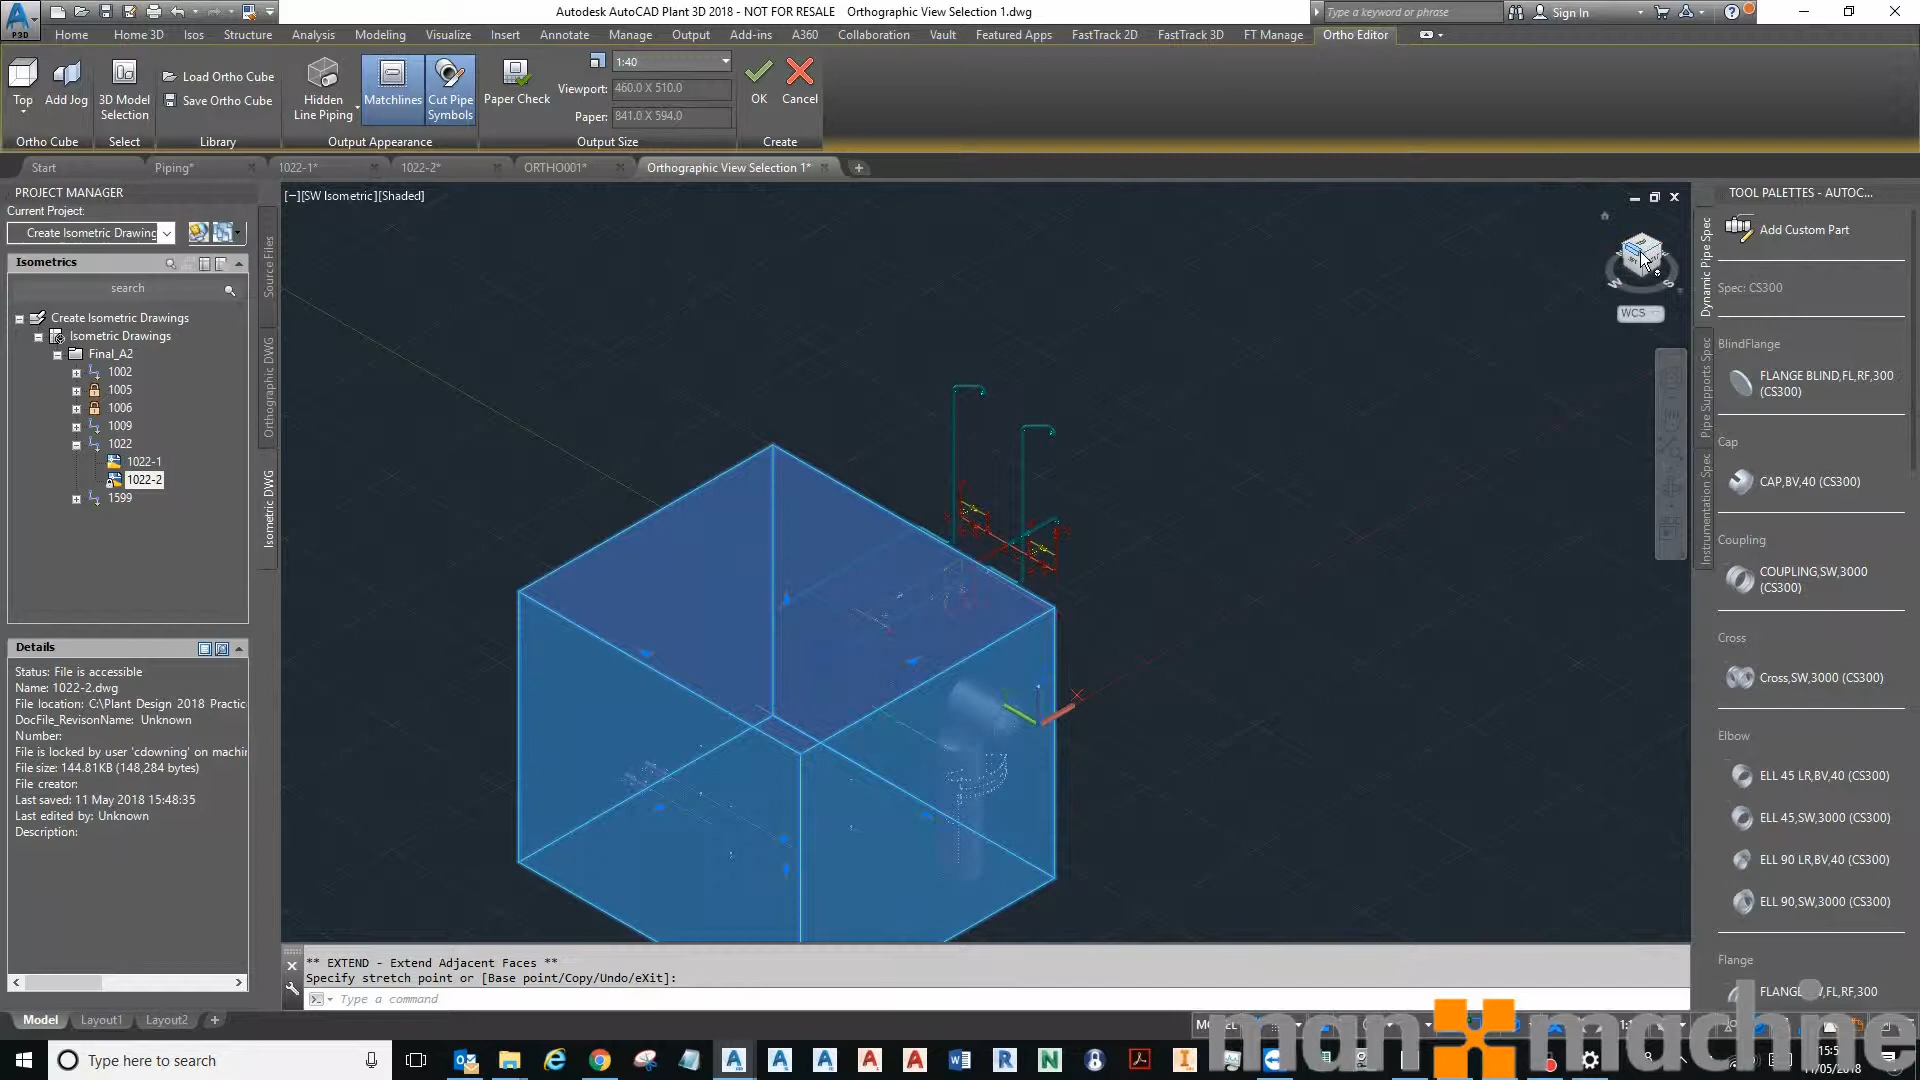 P3D
Autodesk AutoCAD Plant 3D 2018 - NOT FOR RESALE Orthographic View Selection 1.dwg
Type a keyword or phrase
Sign In
Home Home 3D Isos Structure Analysis Modeling Visualize Insert Annotate Manage Output Add-ins A360 Collaboration Vault Featured Apps FastTrack 2D FastTrack 3D FT Manage Ortho Editor
Top
Add Jog
3D Model Selection
Load Ortho Cube
Save Ortho Cube
Hidden Line Piping
Matchlines
Cut Pipe Symbols
Paper Check
1:40
Viewport: 460.0 X 510.0
Paper: 841.0 X 594.0
OK
Cancel
Ortho Cube Select Library Output Appearance Output Size Create
Start Piping* 1022-1* 1022-2* ORTHO001* Orthographic View Selection 1*
PROJECT MANAGER
Current Project:
Create Isometric Drawing
Isometrics
search
Create Isometric Drawings
Isometric Drawings
Final_A2
1002
1005
1006
1009
1022
1022-1
1022-2
1599
Source Files
Orthographic DWG
Isometric DWG
Details
Status: File is accessible
Name: 1022-2.dwg
File location: C:\Plant Design 2018 Practic
DocFile_RevisonName: Unknown
Number:
File is locked by user 'cdowning' on machin
File size: 144.81KB (148,284 bytes)
File creator:
Last saved: 11 May 2018 15:48:35
Last edited by: Unknown
Description:
[−][SW Isometric][Shaded]
W S
WCS
** EXTEND - Extend Adjacent Faces **
Specify stretch point or [Base point/Copy/Undo/eXit]:
Type a command
TOOL PALETTES - AUTOC...
Dynamic Pipe Spec
Pipe Supports Spec
Instrumentation Spec
Add Custom Part
Spec: CS300
BlindFlange
FLANGE BLIND,FL,RF,300
(CS300)
Cap
CAP,BV,40 (CS300)
Coupling
COUPLING,SW,3000
(CS300)
Cross
Cross,SW,3000 (CS300)
Elbow
ELL 45 LR,BV,40 (CS300)
ELL 45,SW,3000 (CS300)
ELL 90 LR,BV,40 (CS300)
ELL 90,SW,3000 (CS300)
Flange
Model Layout1 Layout2
man machine
Type here to search
11/05/2018